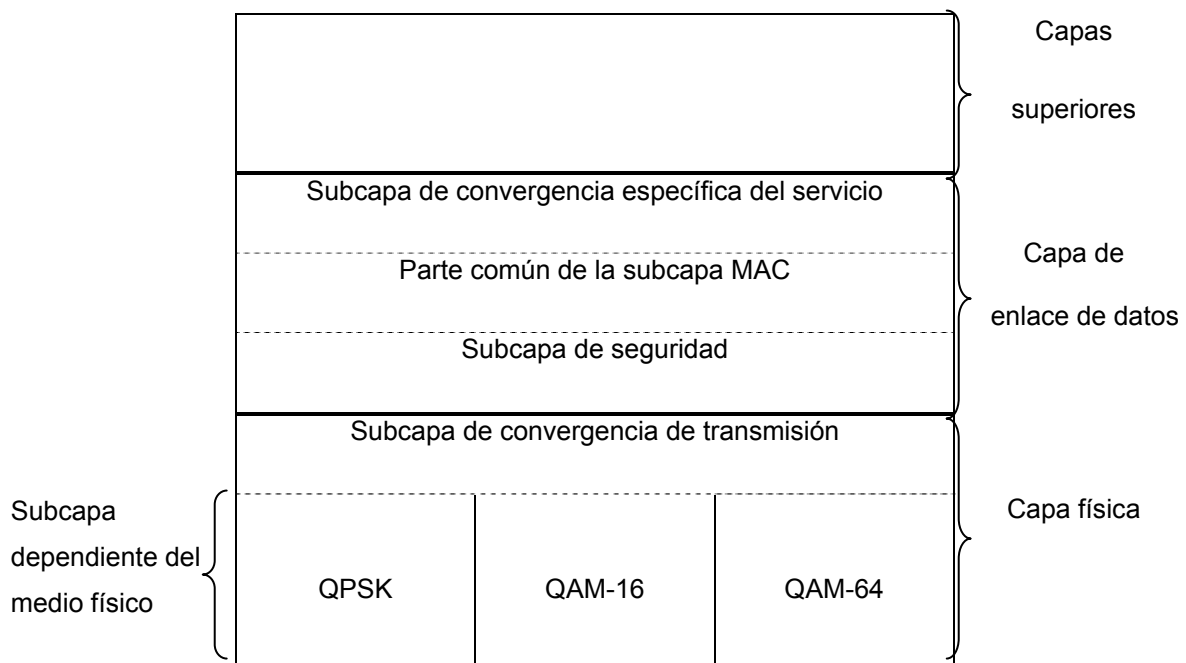 Capas
superiores
Subcapa de convergencia específica del servicio
Parte común de la subcapa MAC
Subcapa de seguridad
Capa de
enlace de datos
Subcapa de convergencia de transmisión
Subcapa
dependiente del
medio físico
QPSK
QAM-16
QAM-64
Capa física